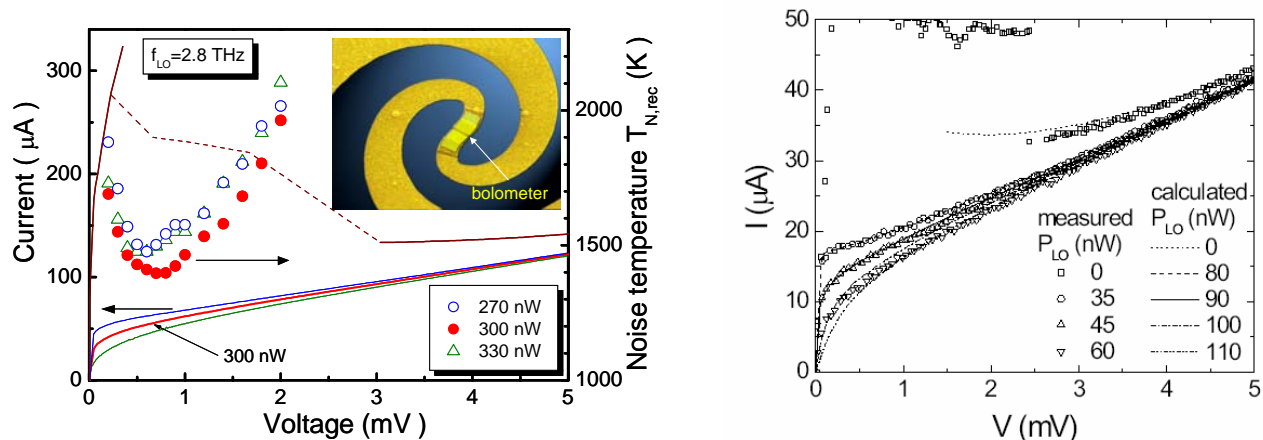 f_LO=2.8 THz
bolometer
300 nW
270 nW
300 nW
330 nW
300
200
100
0
Current ( μA)
2000
1500
1000
Noise temperature T_N,rec (K)
0
1
2
3
4
5
Voltage (mV )
50
40
30
20
10
0
I (μA)
measured
P_LO (nW)
0
35
45
60
calculated
P_LO (nW)
0
80
90
100
110
0
1
2
3
4
5
V (mV)